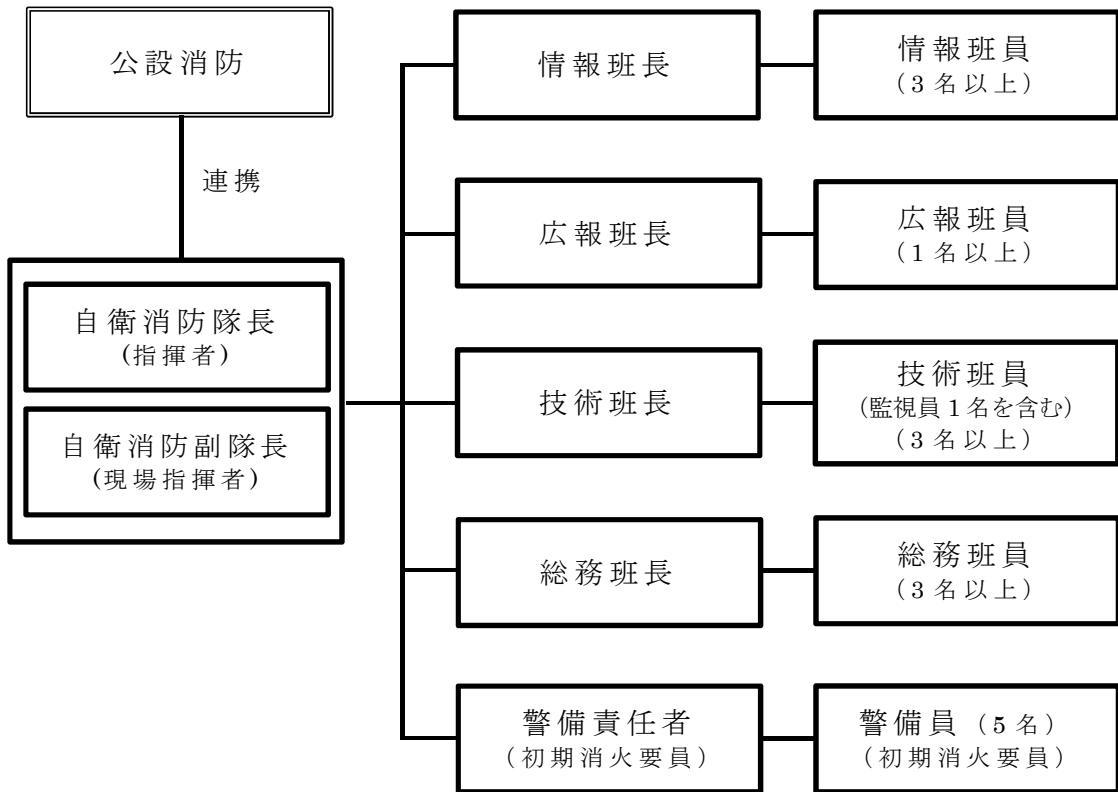 公設消防
連携
自衛消防隊長
(指揮者)
自衛消防副隊長
(現場指揮者)
情報班長
情報班員
(3名以上)
広報班長
広報班員
(1名以上)
技術班長
技術班員
(監視員1名を含む)
(3名以上)
総務班長
総務班員
(3名以上)
警備責任者
(初期消火要員)
警備員(5名)
(初期消火要員)